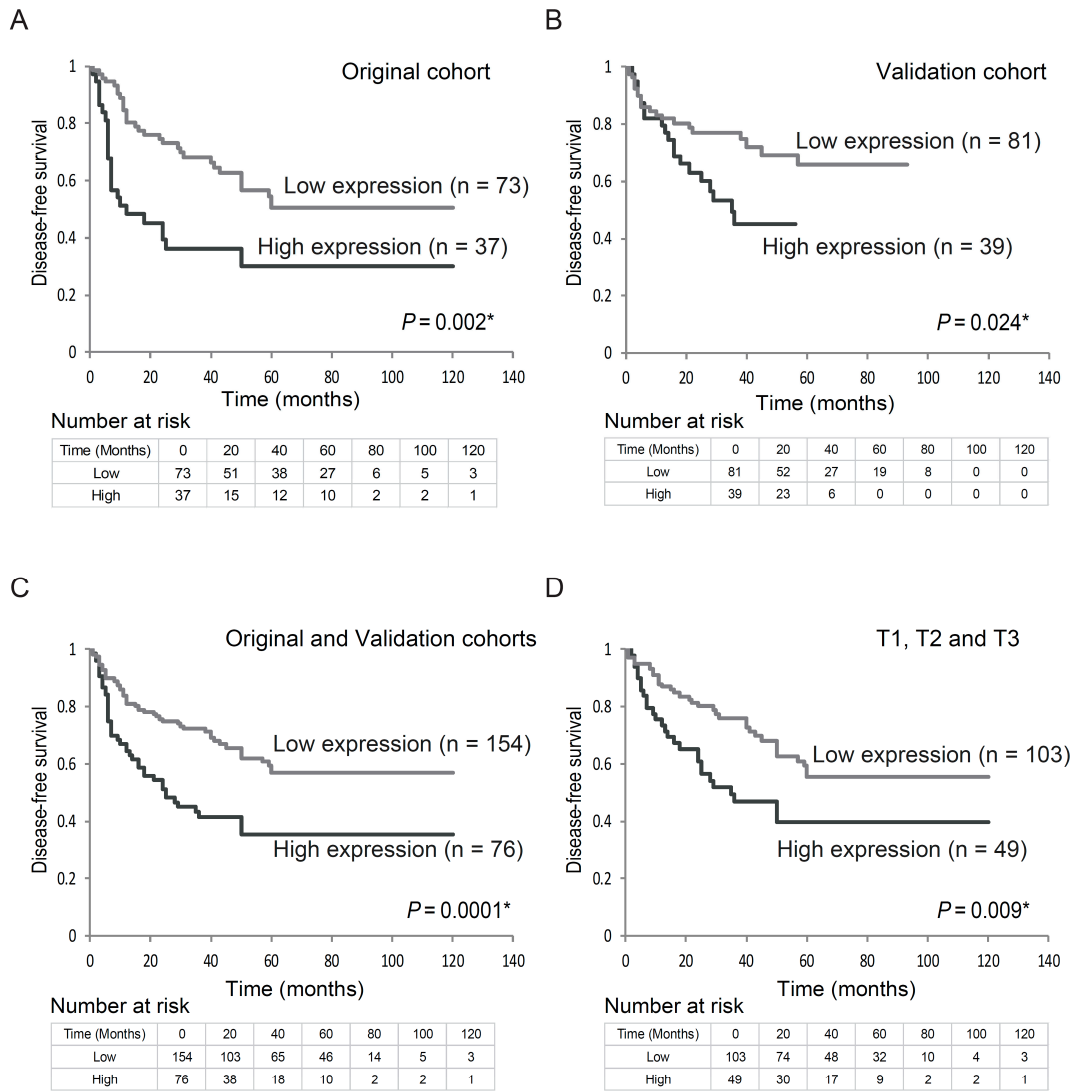 A
Original cohort
Disease-free survival
1
0.8
0.6
0.4
0.2
0
Low expression (n = 73)
High expression (n = 37)
P = 0.002*
0 20 40 60 80 100 120 140
Time (months)
Number at risk
Time (Months) 0 20 40 60 80 100 120
Low 73 51 38 27 6 5 3
High 37 15 12 10 2 2 1
B
Validation cohort
Disease-free survival
1
0.8
0.6
0.4
0.2
0
Low expression (n = 81)
High expression (n = 39)
P = 0.024*
0 20 40 60 80 100 120 140
Time (months)
Number at risk
Time (Months) 0 20 40 60 80 100 120
Low 81 52 27 19 8 0 0
High 39 23 6 0 0 0 0
C
Original and Validation cohorts
Disease-free survival
1
0.8
0.6
0.4
0.2
0
Low expression (n = 154)
High expression (n = 76)
P = 0.0001*
0 20 40 60 80 100 120 140
Time (months)
Number at risk
Time (Months) 0 20 40 60 80 100 120
Low 154 103 65 46 14 5 3
High 76 38 18 10 2 2 1
D
T1, T2 and T3
Disease-free survival
1
0.8
0.6
0.4
0.2
0
Low expression (n = 103)
High expression (n = 49)
P = 0.009*
0 20 40 60 80 100 120 140
Time (months)
Number at risk
Time (Months) 0 20 40 60 80 100 120
Low 103 74 48 32 10 4 3
High 49 30 17 9 2 2 1